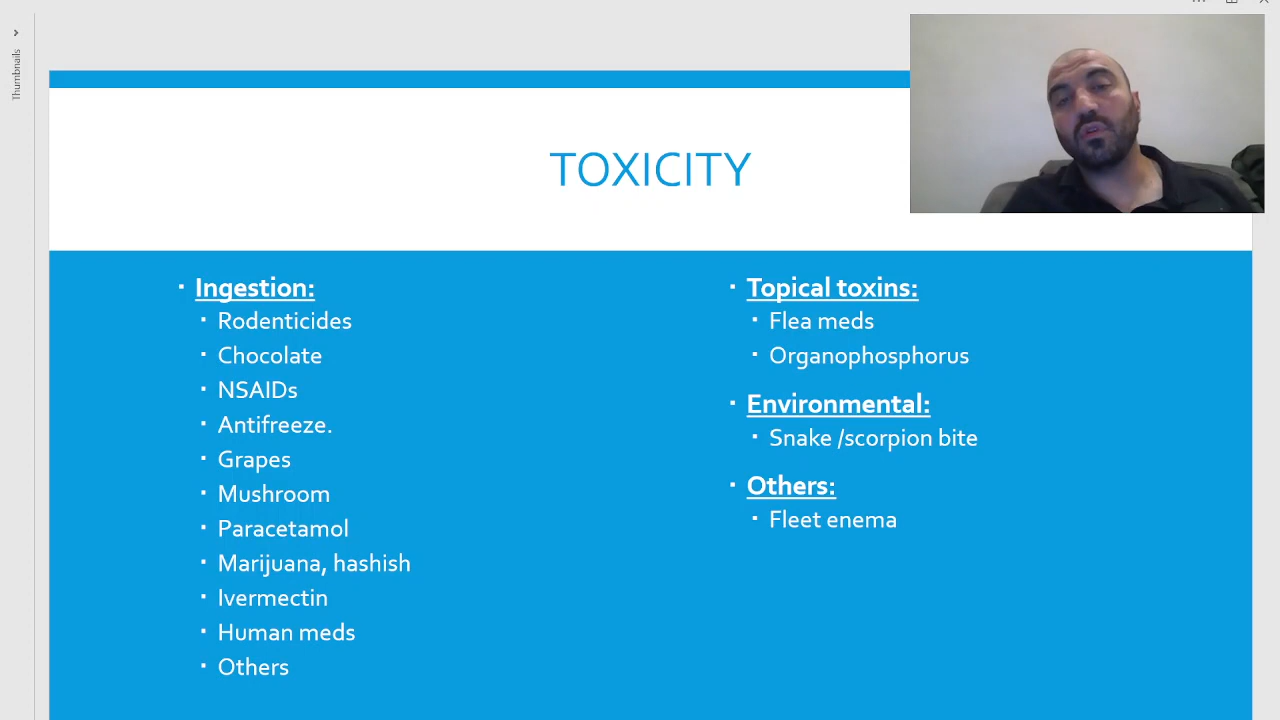 Thumbnails
TOXICITY
Ingestion:
Rodenticides
Chocolate
NSAIDs
Antifreeze.
Grapes
Mushroom
Paracetamol
Marijuana, hashish
Ivermectin
Human meds
Others
Topical toxins:
Flea meds
Organophosphorus
Environmental:
Snake /scorpion bite
Others:
Fleet enema